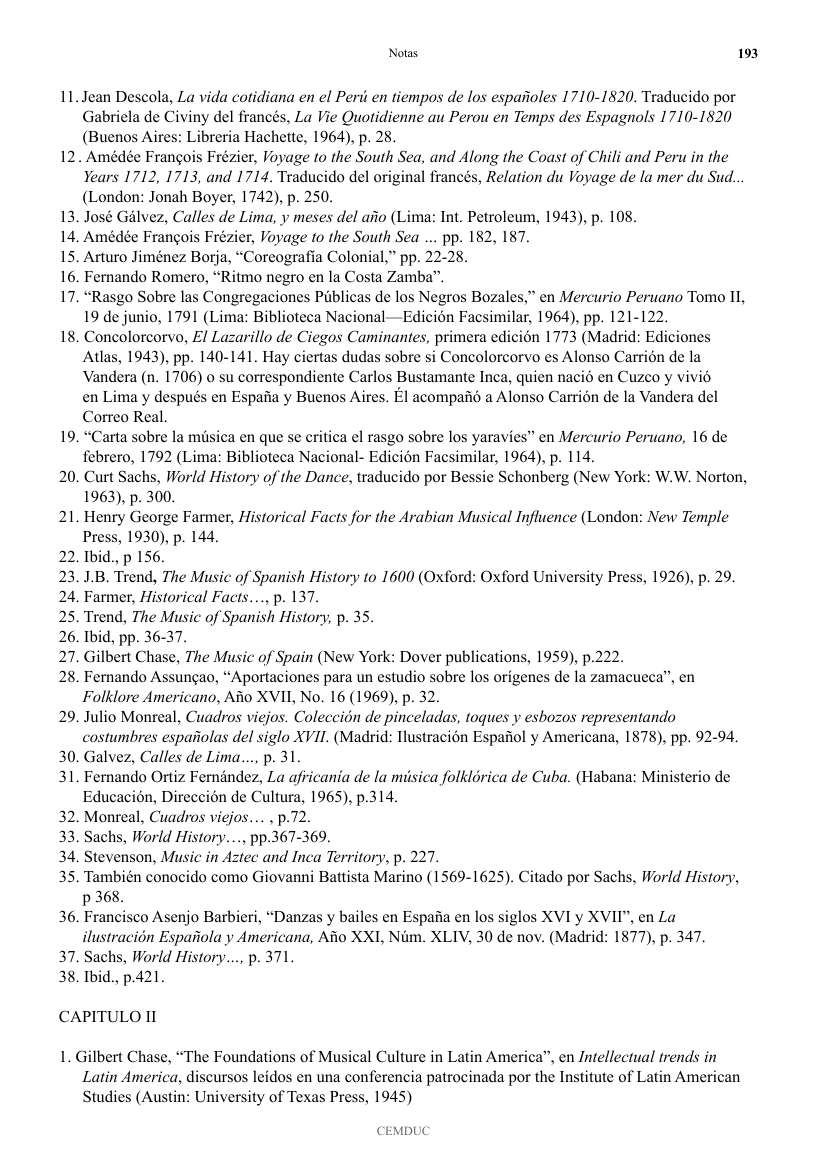 Notas
193
11. Jean Descola, La vida cotidiana en el Perú en tiempos de los españoles 1710-1820. Traducido por
Gabriela de Civiny del francés, La Vie Quotidienne au Perou en Temps des Espagnols 1710-1820
(Buenos Aires: Libreria Hachette, 1964), p. 28.
12 . Amédée François Frézier, Voyage to the South Sea, and Along the Coast of Chili and Peru in the
Years 1712, 1713, and 1714. Traducido del original francés, Relation du Voyage de la mer du Sud...
(London: Jonah Boyer, 1742), p. 250.
13. José Gálvez, Calles de Lima, y meses del año (Lima: Int. Petroleum, 1943), p. 108.
14. Amédée François Frézier, Voyage to the South Sea ... pp. 182, 187.
15. Arturo Jiménez Borja, “Coreografía Colonial,” pp. 22-28.
16. Fernando Romero, “Ritmo negro en la Costa Zamba”.
17. “Rasgo Sobre las Congregaciones Públicas de los Negros Bozales,” en Mercurio Peruano Tomo II,
19 de junio, 1791 (Lima: Biblioteca Nacional—Edición Facsimilar, 1964), pp. 121-122.
18. Concolorcorvo, El Lazarillo de Ciegos Caminantes, primera edición 1773 (Madrid: Ediciones
Atlas, 1943), pp. 140-141. Hay ciertas dudas sobre si Concolorcorvo es Alonso Carrión de la
Vandera (n. 1706) o su correspondiente Carlos Bustamante Inca, quien nació en Cuzco y vivió
en Lima y después en España y Buenos Aires. Él acompañó a Alonso Carrión de la Vandera del
Correo Real.
19. “Carta sobre la música en que se critica el rasgo sobre los yaravíes” en Mercurio Peruano, 16 de
febrero, 1792 (Lima: Biblioteca Nacional- Edición Facsimilar, 1964), p. 114.
20. Curt Sachs, World History of the Dance, traducido por Bessie Schonberg (New York: W.W. Norton,
1963), p. 300.
21. Henry George Farmer, Historical Facts for the Arabian Musical Influence (London: New Temple
Press, 1930), p. 144.
22. Ibid., p 156.
23. J.B. Trend, The Music of Spanish History to 1600 (Oxford: Oxford University Press, 1926), p. 29.
24. Farmer, Historical Facts…, p. 137.
25. Trend, The Music of Spanish History, p. 35.
26. Ibid, pp. 36-37.
27. Gilbert Chase, The Music of Spain (New York: Dover publications, 1959), p.222.
28. Fernando Assunçao, “Aportaciones para un estudio sobre los orígenes de la zamacueca”, en
Folklore Americano, Año XVII, No. 16 (1969), p. 32.
29. Julio Monreal, Cuadros viejos. Colección de pinceladas, toques y esbozos representando
costumbres españolas del siglo XVII. (Madrid: Ilustración Español y Americana, 1878), pp. 92-94.
30. Galvez, Calles de Lima…, p. 31.
31. Fernando Ortiz Fernández, La africanía de la música folklórica de Cuba. (Habana: Ministerio de
Educación, Dirección de Cultura, 1965), p.314.
32. Monreal, Cuadros viejos… , p.72.
33. Sachs, World History…, pp.367-369.
34. Stevenson, Music in Aztec and Inca Territory, p. 227.
35. También conocido como Giovanni Battista Marino (1569-1625). Citado por Sachs, World History,
p 368.
36. Francisco Asenjo Barbieri, “Danzas y bailes en España en los siglos XVI y XVII”, en La
ilustración Española y Americana, Año XXI, Núm. XLIV, 30 de nov. (Madrid: 1877), p. 347.
37. Sachs, World History…, p. 371.
38. Ibid., p.421.
CAPITULO II
1. Gilbert Chase, “The Foundations of Musical Culture in Latin America”, en Intellectual trends in
Latin America, discursos leídos en una conferencia patrocinada por the Institute of Latin American
Studies (Austin: University of Texas Press, 1945)
CEMDUC